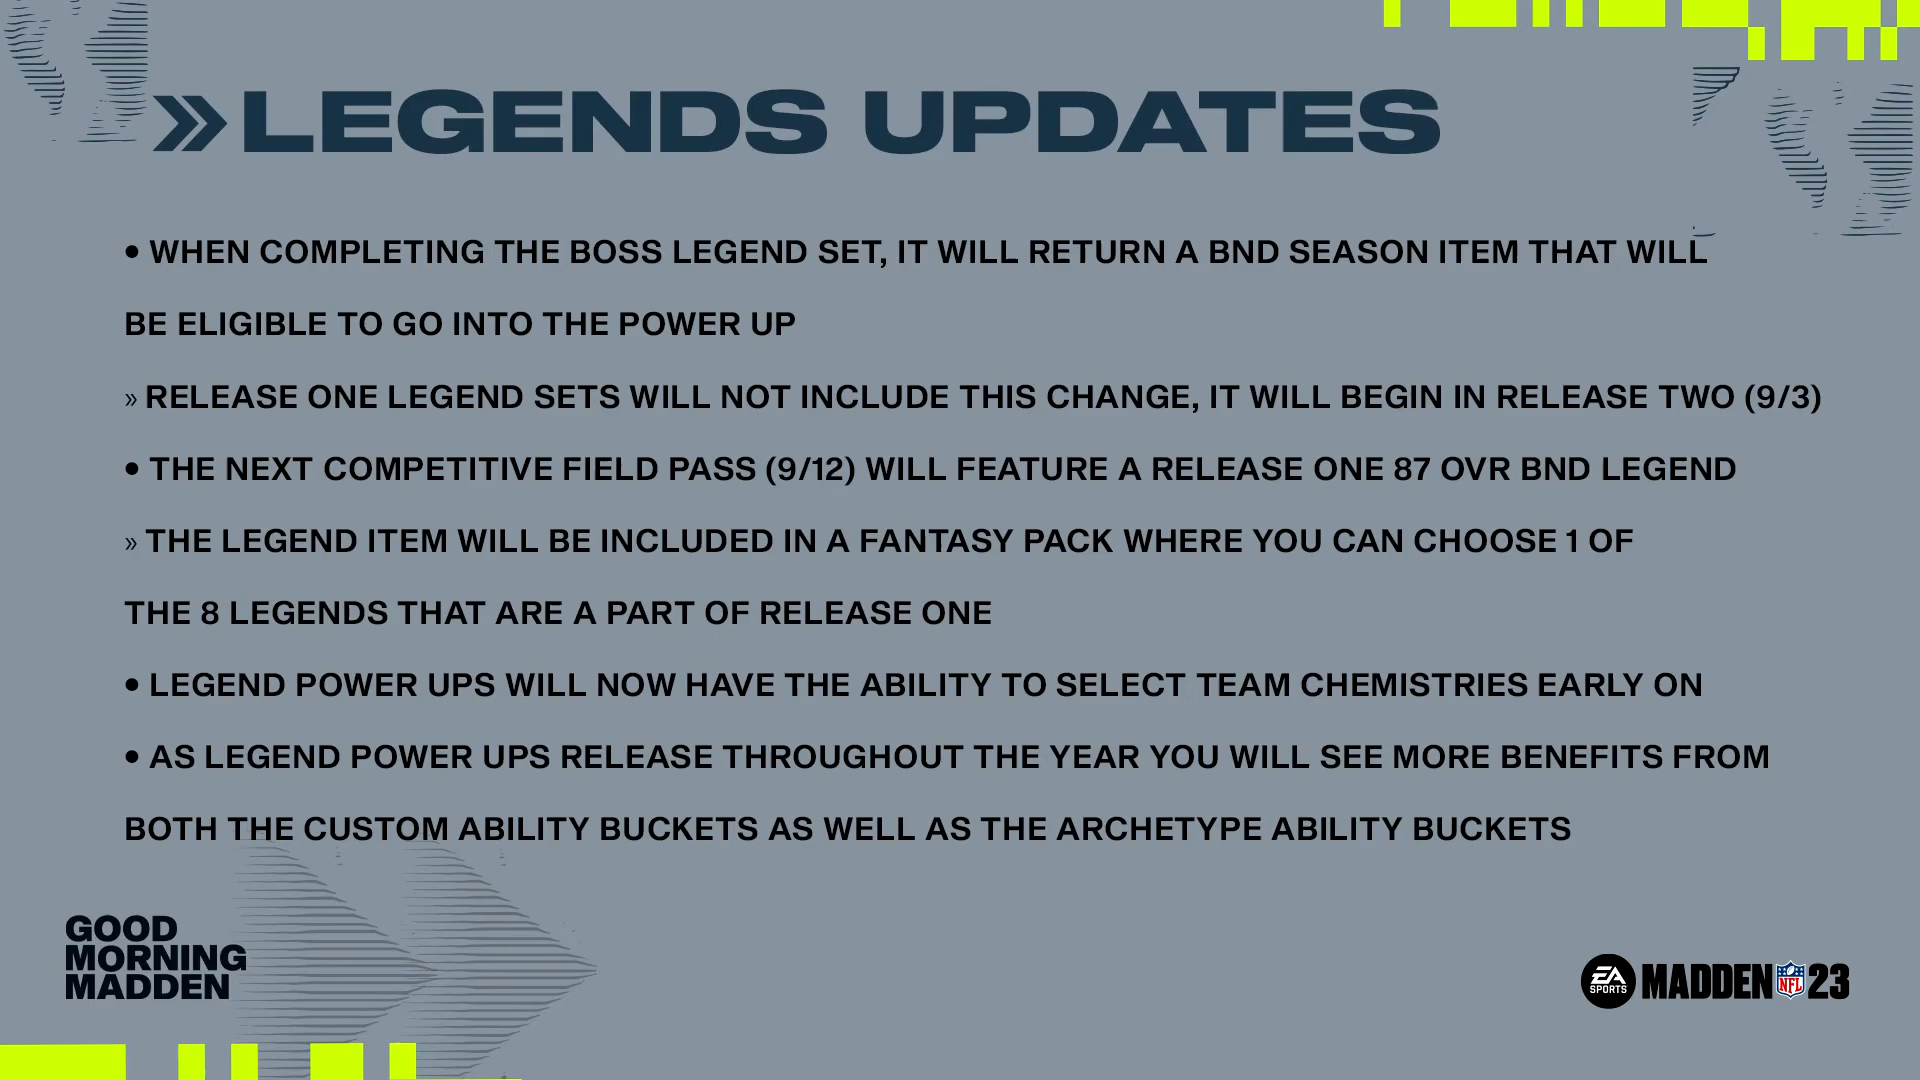 »LEGENDS UPDATES
• WHEN COMPLETING THE BOSS LEGEND SET, IT WILL RETURN A BND SEASON ITEM THAT WILL
BE ELIGIBLE TO GO INTO THE POWER UP
» RELEASE ONE LEGEND SETS WILL NOT INCLUDE THIS CHANGE, IT WILL BEGIN IN RELEASE TWO (9/3)
• THE NEXT COMPETITIVE FIELD PASS (9/12) WILL FEATURE A RELEASE ONE 87 OVR BND LEGEND
» THE LEGEND ITEM WILL BE INCLUDED IN A FANTASY PACK WHERE YOU CAN CHOOSE 1 OF
THE 8 LEGENDS THAT ARE A PART OF RELEASE ONE
• LEGEND POWER UPS WILL NOW HAVE THE ABILITY TO SELECT TEAM CHEMISTRIES EARLY ON
• AS LEGEND POWER UPS RELEASE THROUGHOUT THE YEAR YOU WILL SEE MORE BENEFITS FROM
BOTH THE CUSTOM ABILITY BUCKETS AS WELL AS THE ARCHETYPE ABILITY BUCKETS
GOOD
MORNING
MADDEN
EA
SPORTS
MADDEN NFL 23